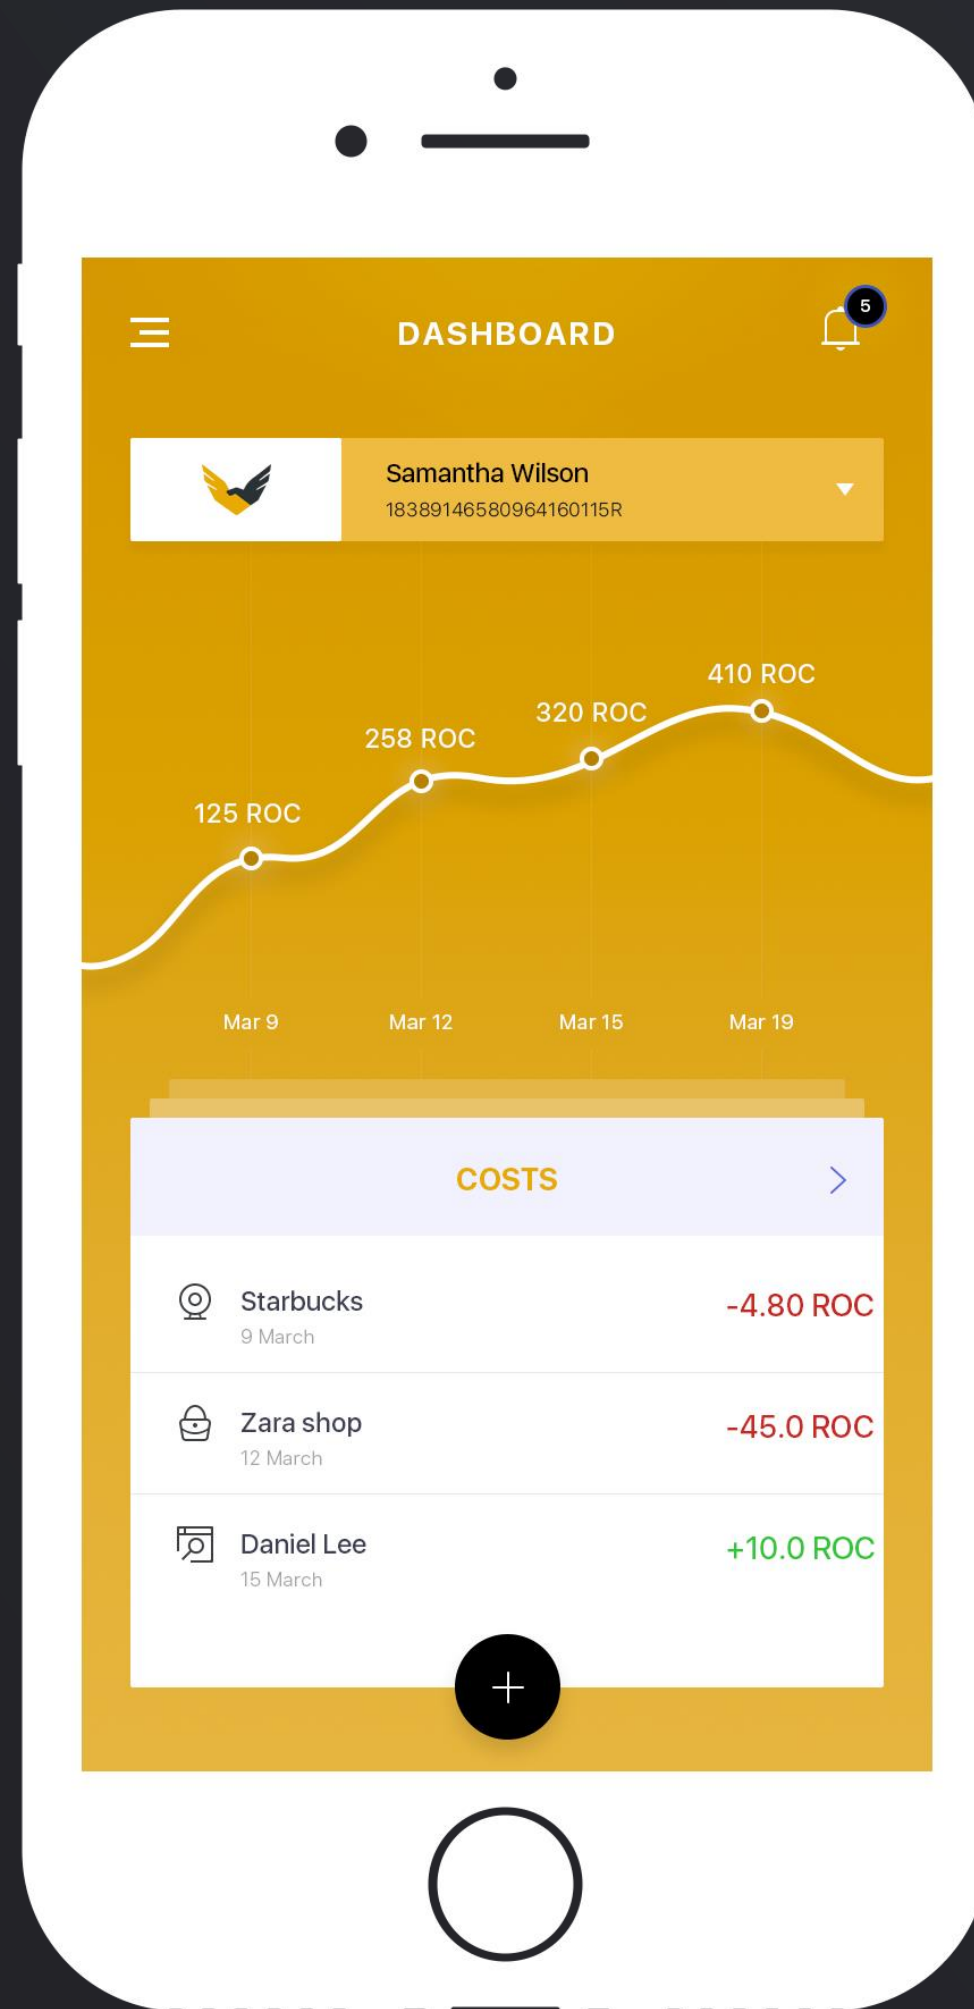 DASHBOARD
5
Samantha Wilson
18389146580964160115R
410 ROC
320 ROC
258 ROC
125 ROC
Mar 9
Mar 12
Mar 15
Mar 19
COSTS
Starbucks
-4.80 ROC
9 March
Zara shop
-45.0 ROC
12 March
Daniel Lee
+10.0 ROC
15 March